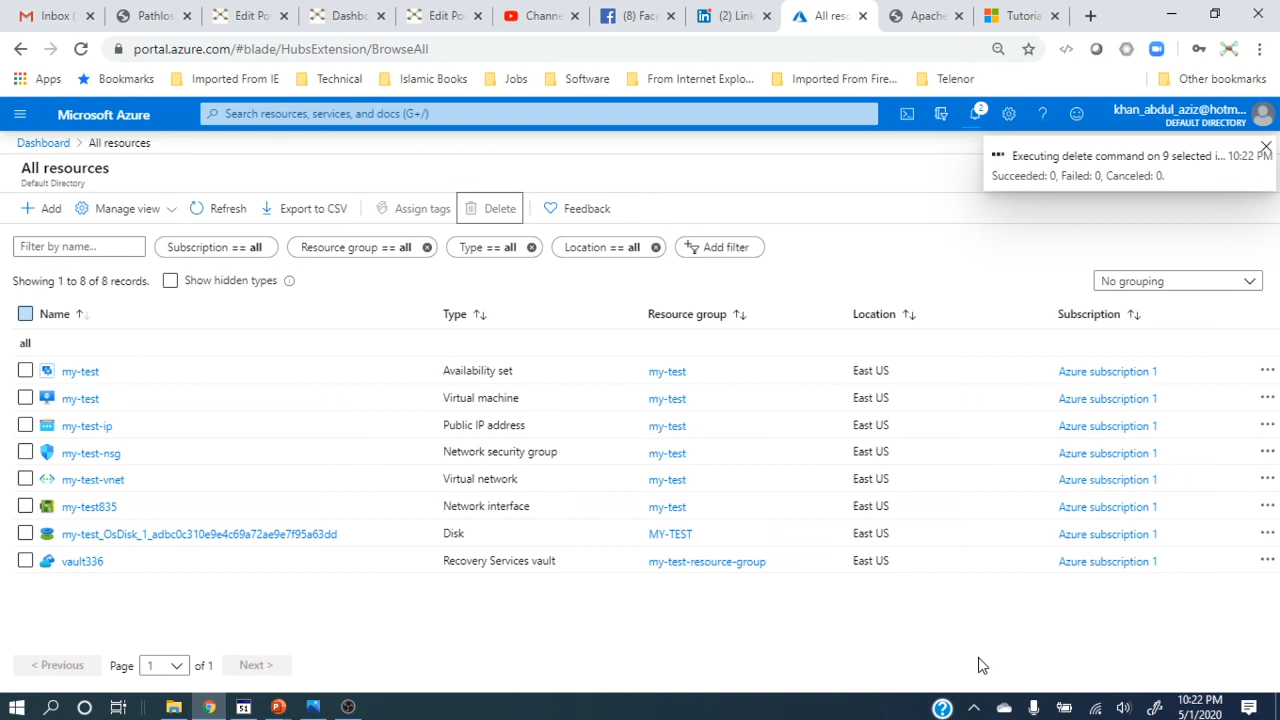 Inbox (
Pathlos
Edit Po
Dashbo
Edit Po
Channe
(8) Fac
(2) Link
All reso
Apache
Tutoria
portal.azure.com/#blade/HubsExtension/BrowseAll
Apps
Bookmarks
Imported From IE
Technical
Islamic Books
Jobs
Software
From Internet Explo...
Imported From Fire...
Telenor
Other bookmarks
Microsoft Azure
Search resources, services, and docs (G+/)
2
khan_abdul_aziz@hotm...
DEFAULT DIRECTORY
Dashboard > All resources
All resources
Default Directory
Executing delete command on 9 selected i... 10:22 PM
Succeeded: 0, Failed: 0, Canceled: 0.
Add
Manage view
Refresh
Export to CSV
Assign tags
Delete
Feedback
Filter by name...
Subscription == all
Resource group == all
Type == all
Location == all
Add filter
Showing 1 to 8 of 8 records.
Show hidden types
No grouping
Name
Type
Resource group
Location
Subscription
all
my-test Availability set my-test East US Azure subscription 1
my-test Virtual machine my-test East US Azure subscription 1
my-test-ip Public IP address my-test East US Azure subscription 1
my-test-nsg Network security group my-test East US Azure subscription 1
my-test-vnet Virtual network my-test East US Azure subscription 1
my-test835 Network interface my-test East US Azure subscription 1
my-test_OsDisk_1_adbc0c310e9e4c69a72ae9e7f95a63dd Disk MY-TEST East US Azure subscription 1
vault336 Recovery Services vault my-test-resource-group East US Azure subscription 1
< Previous
Page 1 of 1
Next >
31
10:22 PM
5/1/2020